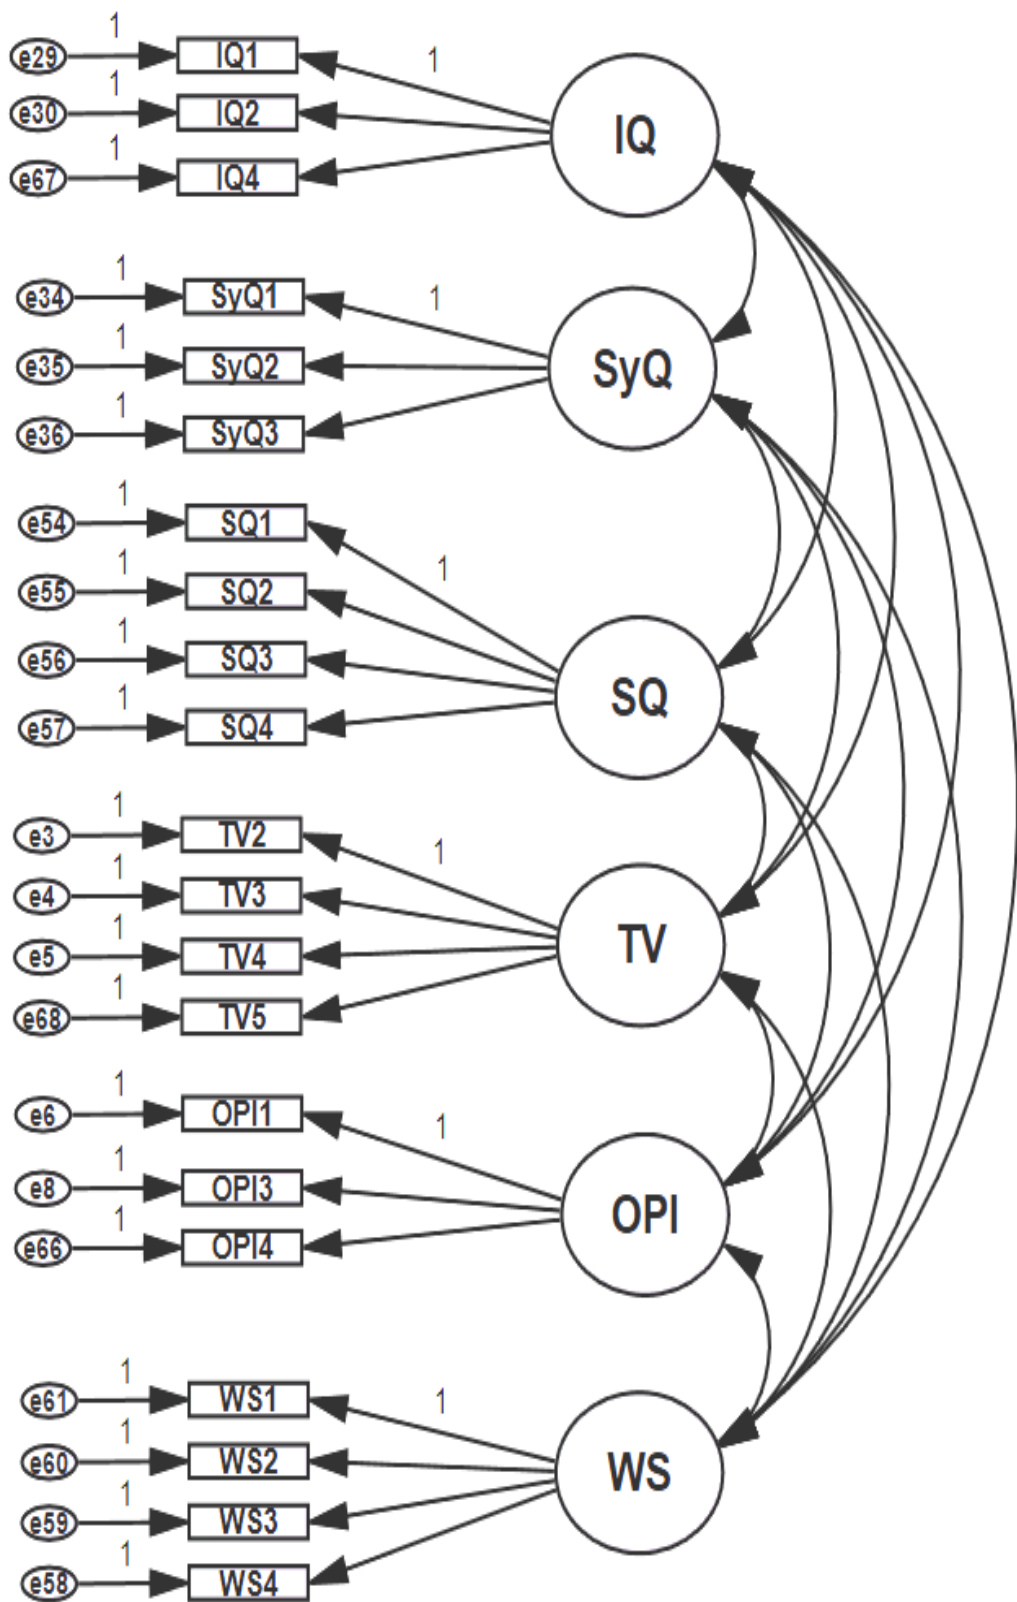 1
e29 IQ1 1
1
e30 IQ2 IQ
1
e67 IQ4
1
e34 SyQ1 1
1
e35 SyQ2 SyQ
1
e36 SyQ3
1
e54 SQ1
1
e55 SQ2 1
1
e56 SQ3 SQ
1
e57 SQ4
1
e3 TV2 1
1
e4 TV3
1
e5 TV4 TV
1
e68 TV5
1
e6 OPI1 1
1
e8 OPI3 OPI
1
e66 OPI4
1
e61 WS1 1
1
e60 WS2 WS
1
e59 WS3
1
e58 WS4